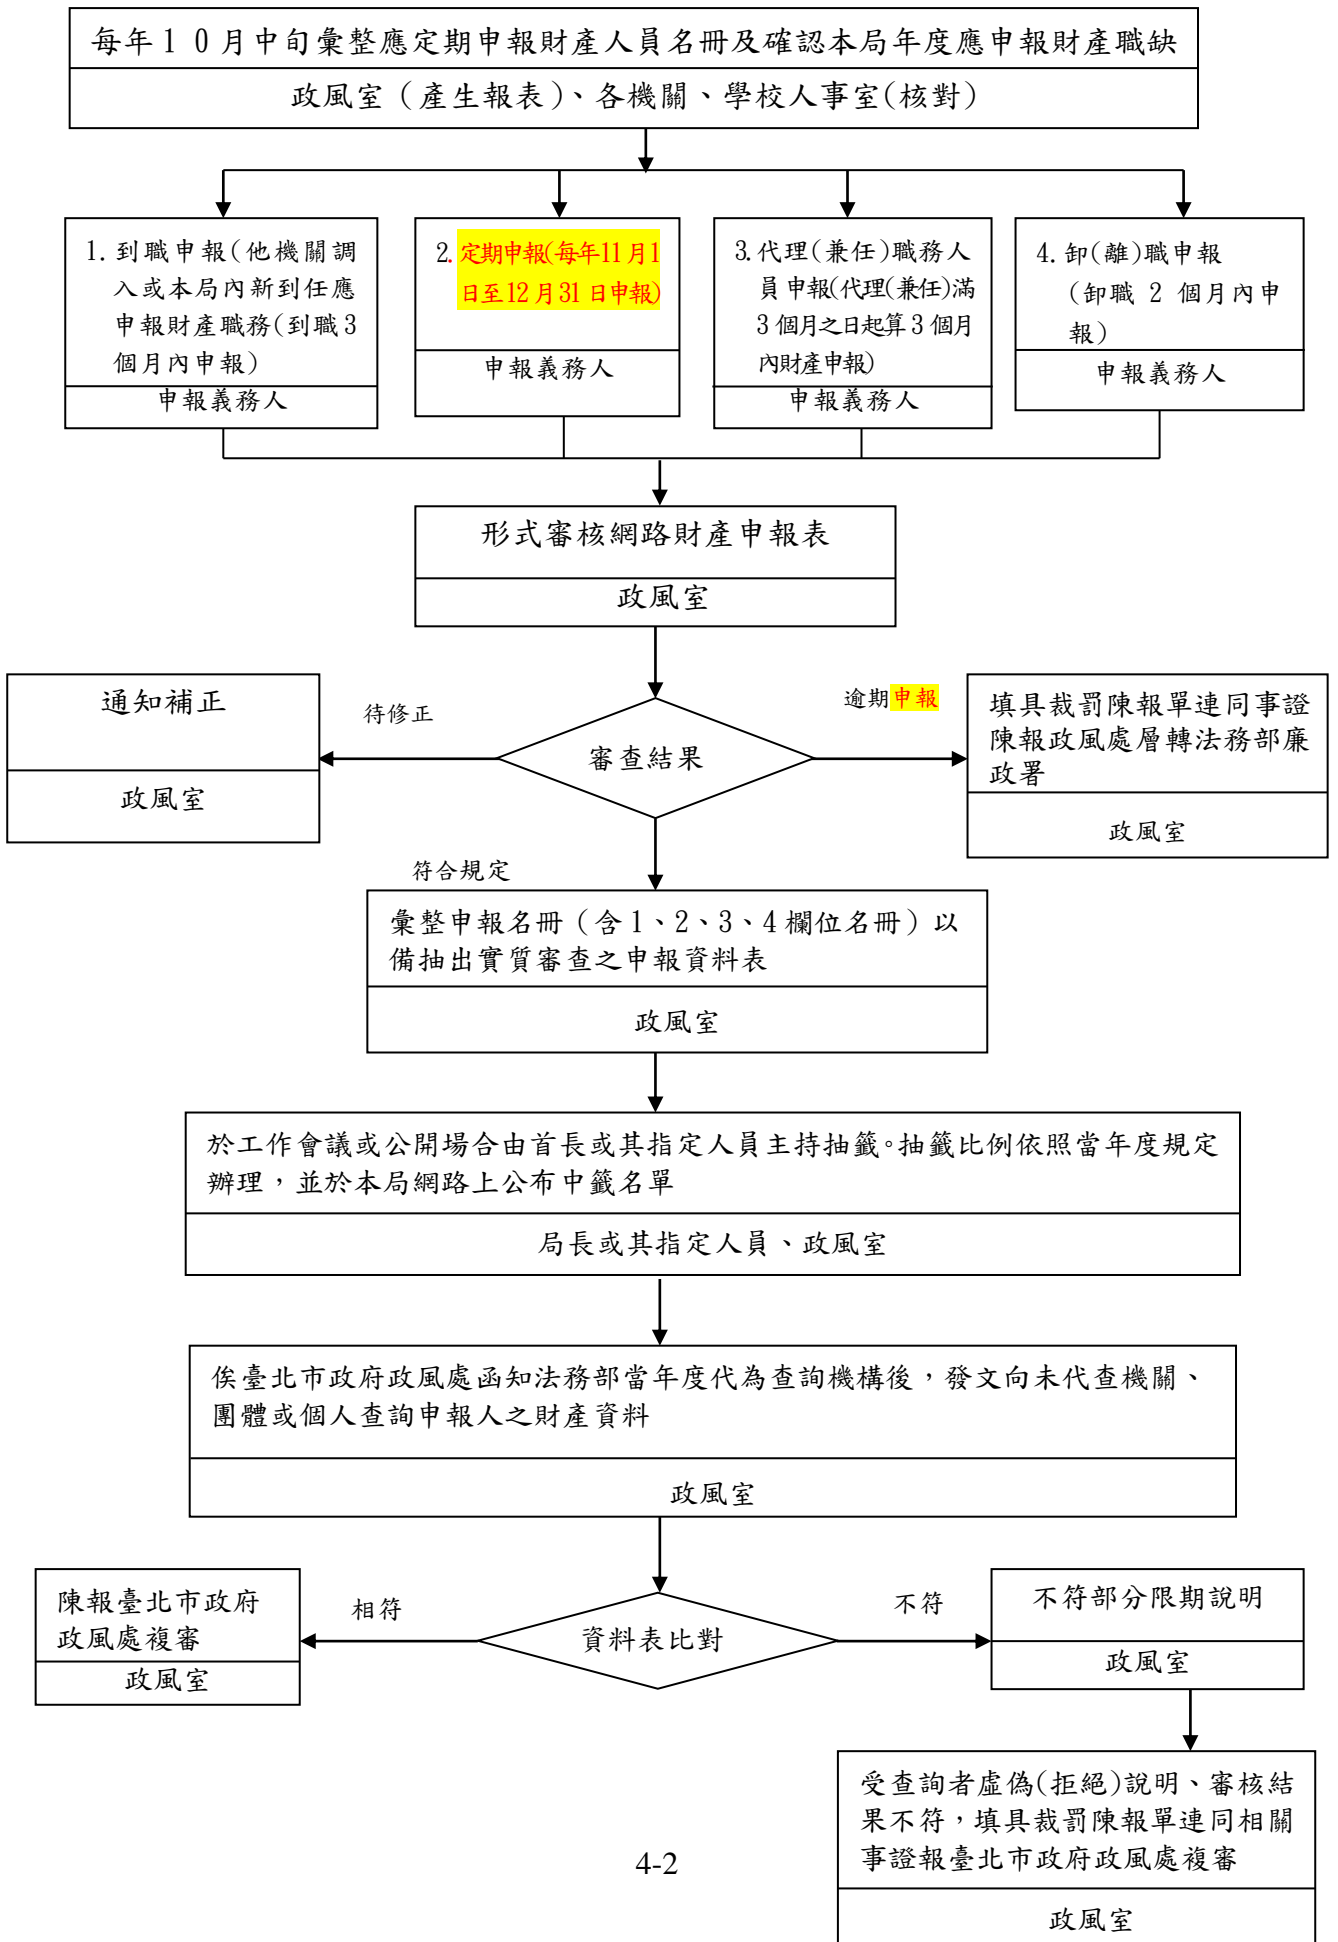 每年10月中旬彙整應定期申報財產人員名冊及確認本局年度應申報財產職缺
政風室（產生報表）、各機關、學校人事室(核對)
1. 到職申報(他機關調
入或本局內新到任應
申報財產職務(到職3
個月內申報)
申報義務人
2. 定期申報(每年11月1
日至12月31日申報)
申報義務人
3.代理(兼任)職務人
員申報(代理(兼任)滿
3個月之日起算3個月
內財產申報)
申報義務人
4. 卸(離)職申報
(卸職 2 個月內申
報)
申報義務人
形式審核網路財產申報表
政風室
通知補正
政風室
待修正
審查結果
逾期申報
填具裁罰陳報單連同事證
陳報政風處層轉法務部廉
政署
政風室
符合規定
彙整申報名冊（含1、2、3、4欄位名冊）以
備抽出實質審查之申報資料表
政風室
於工作會議或公開場合由首長或其指定人員主持抽籤。抽籤比例依照當年度規定
辦理，並於本局網路上公布中籤名單
局長或其指定人員、政風室
俟臺北市政府政風處函知法務部當年度代為查詢機構後，發文向未代查機關、
團體或個人查詢申報人之財產資料
政風室
陳報臺北市政府
政風處複審
政風室
相符
資料表比對
不符
不符部分限期說明
政風室
受查詢者虛偽(拒絕)說明、審核結
果不符，填具裁罰陳報單連同相關
事證報臺北市政府政風處複審
政風室
4-2